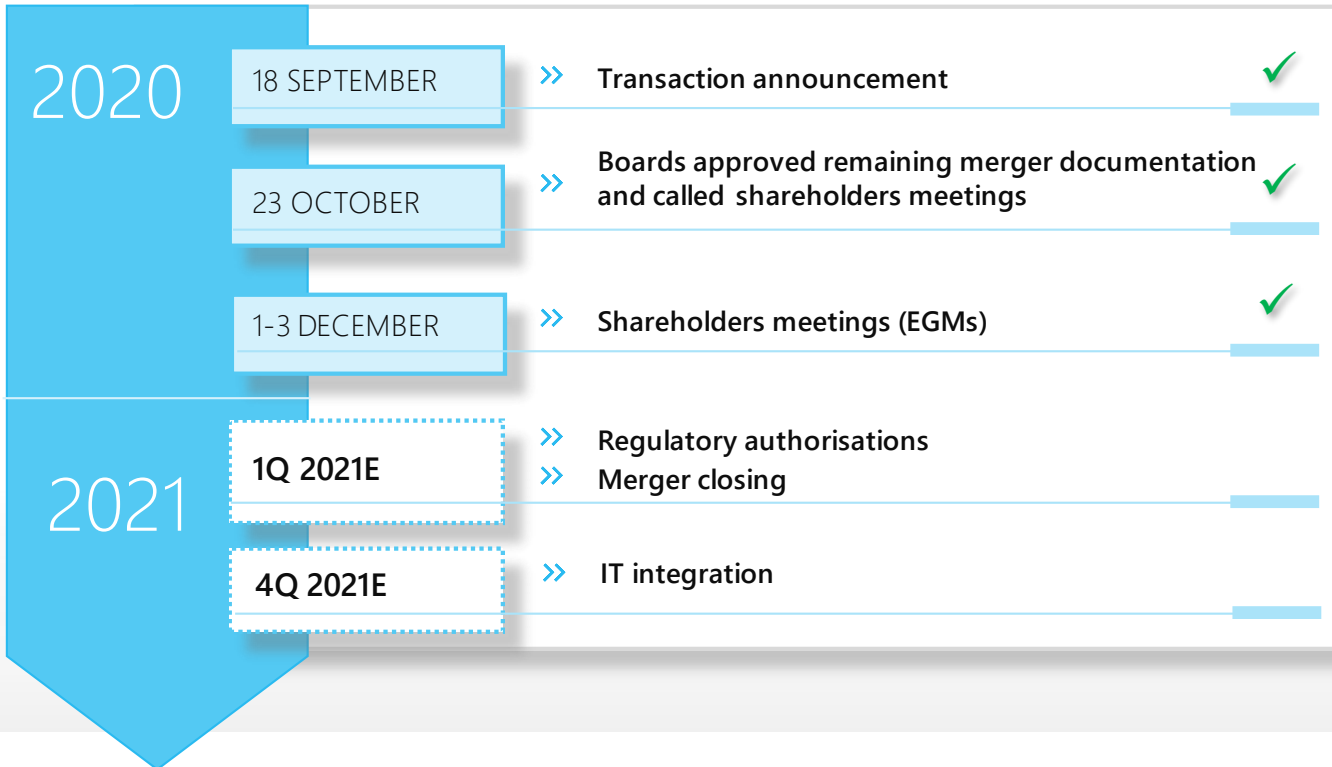 2020
18 SEPTEMBER
Transaction announcement
23 OCTOBER
Boards approved remaining merger documentation
and called shareholders meetings
1-3 DECEMBER
Shareholders meetings (EGMs)
2021
1Q 2021E
Regulatory authorisations
Merger closing
4Q 2021E
IT integration